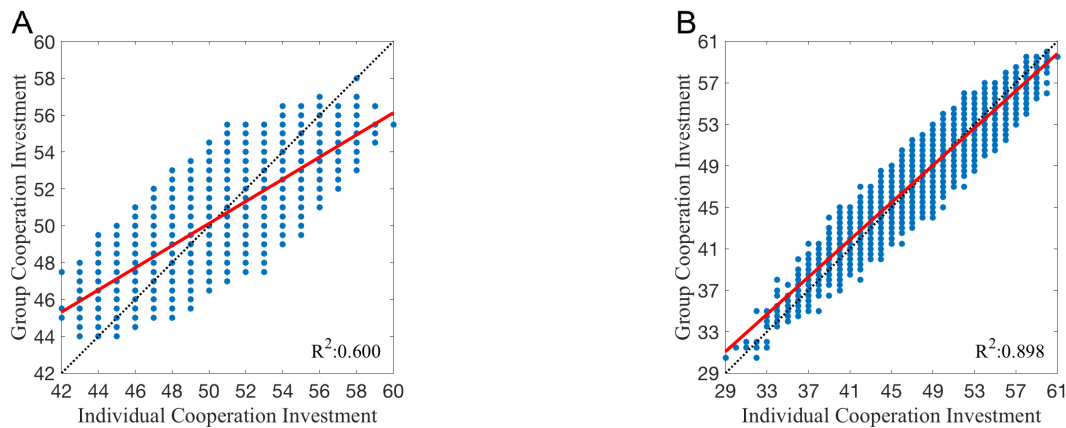 A
60
58
56
54
52
50
48
46
44
42
Group Cooperation Investment
R²:0.600
42 44 46 48 50 52 54 56 58 60
Individual Cooperation Investment
B
61
57
53
49
45
41
37
33
29
Group Cooperation Investment
R²:0.898
29 33 37 41 45 49 53 57 61
Individual Cooperation Investment